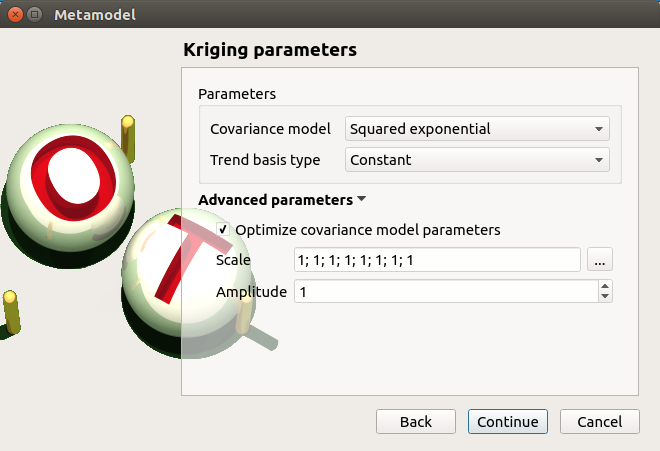 Metamodel
Kriging parameters
Parameters
Covariance model Squared exponential
Trend basis type Constant
Advanced parameters
Optimize covariance model parameters
Scale 1; 1; 1; 1; 1; 1; 1; 1 ...
Amplitude 1
Back Continue Cancel
O
T